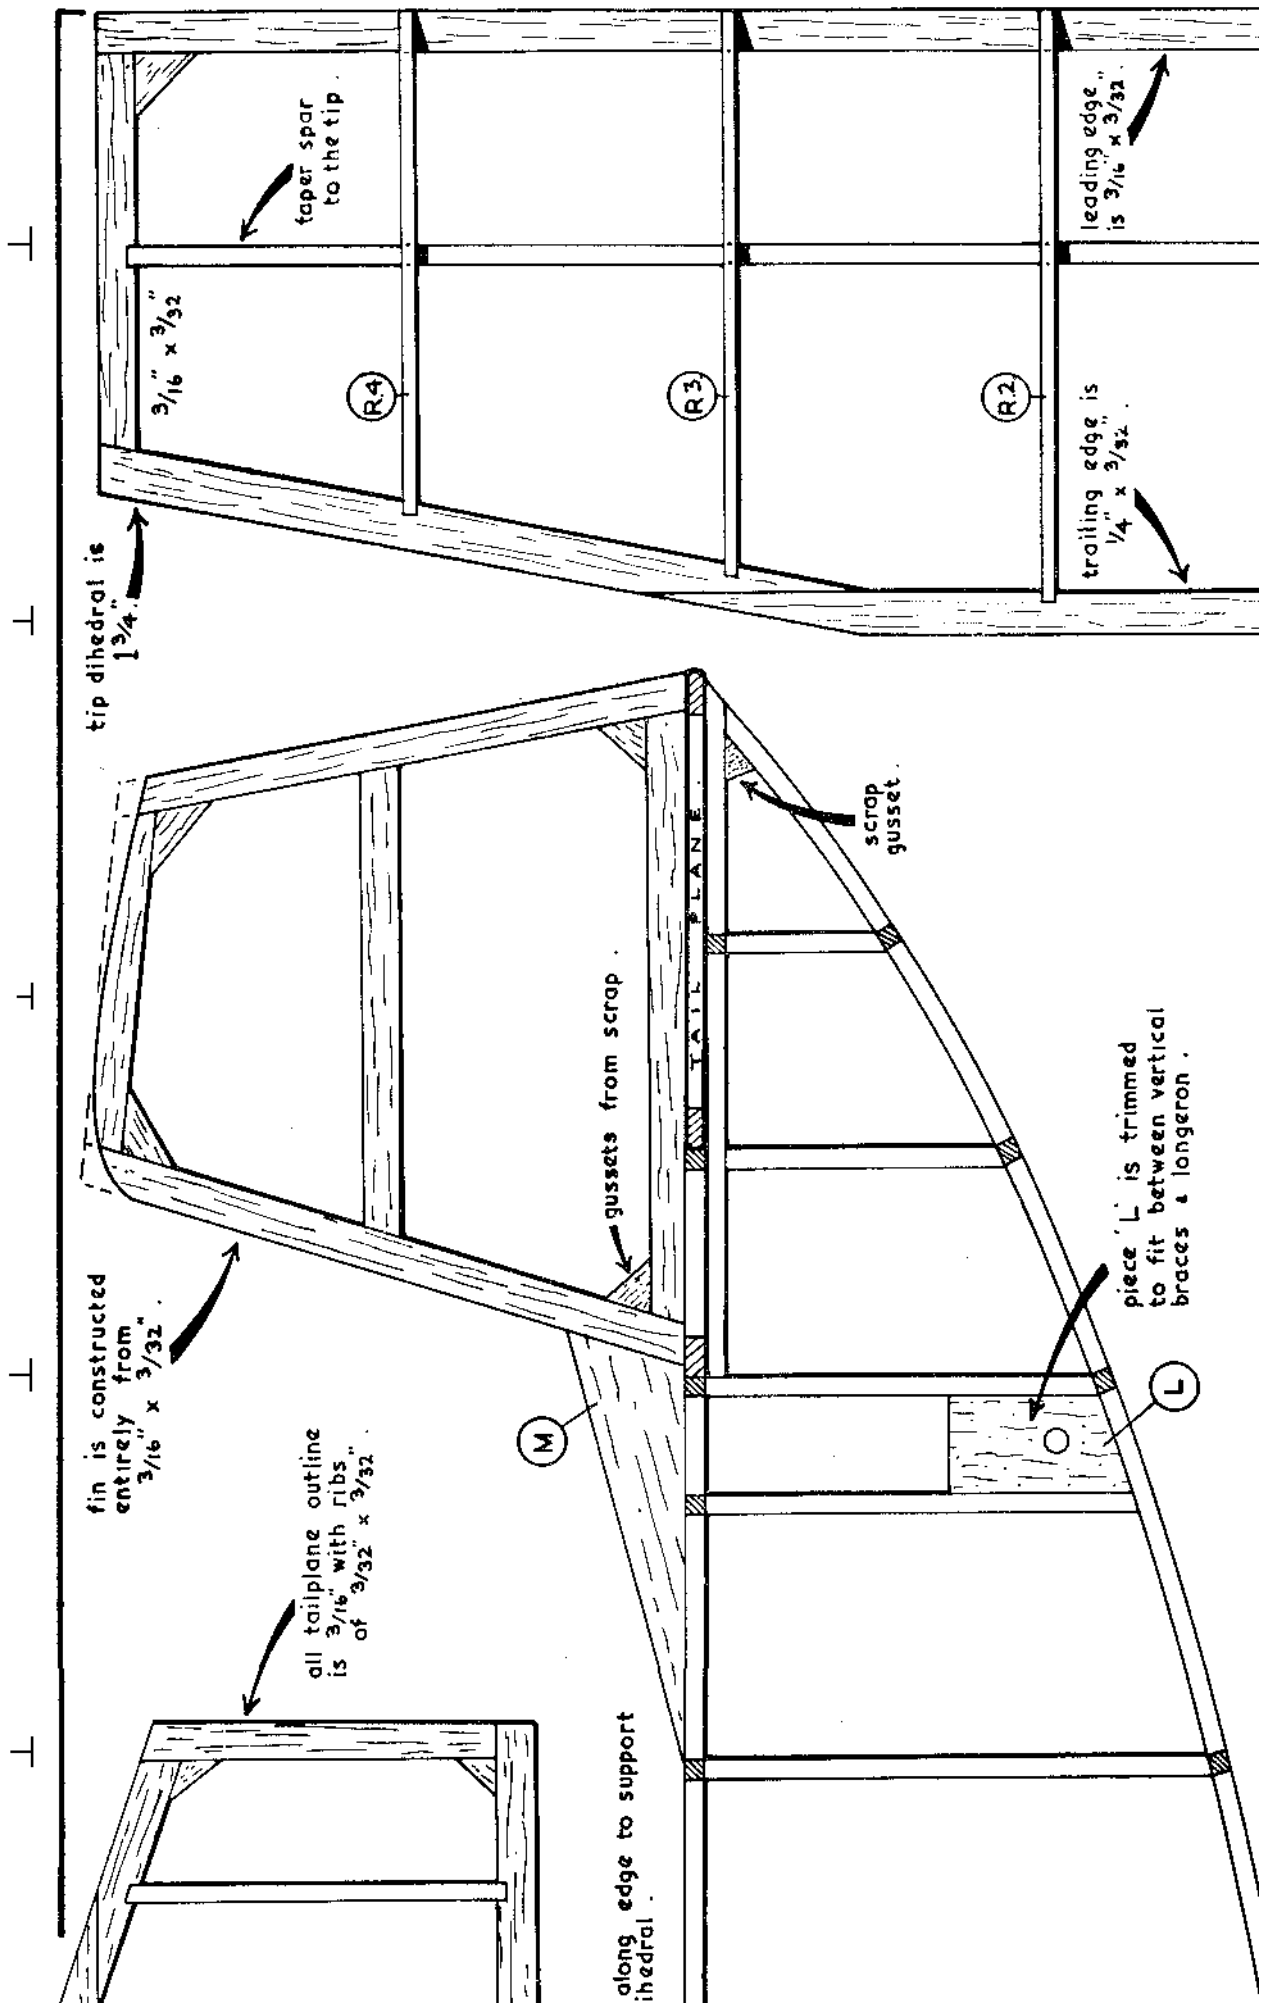 tip dihedral is
1 3/4".
3/16" x 3/32"
taper spar
to the tip.
R.4
R3.
R.2
leading edge
is 3/16" x 3/32".
trailing edge is
1/4" x 3/32".
fin is constructed
entirely from
3/16" x 3/32".
gussets from scrap.
TAIL PLANE
scrap
gusset.
M
L
piece 'L' is trimmed
to fit between vertical
braces & longeron.
all tailplane outline
is 3/16" with ribs
of 3/32" x 3/32"
along edge to support
ihedral.